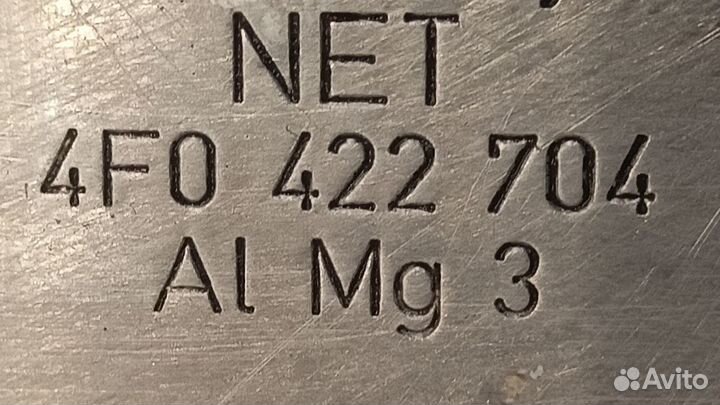 NET
4F0 422 704
Al Mg 3
Avito